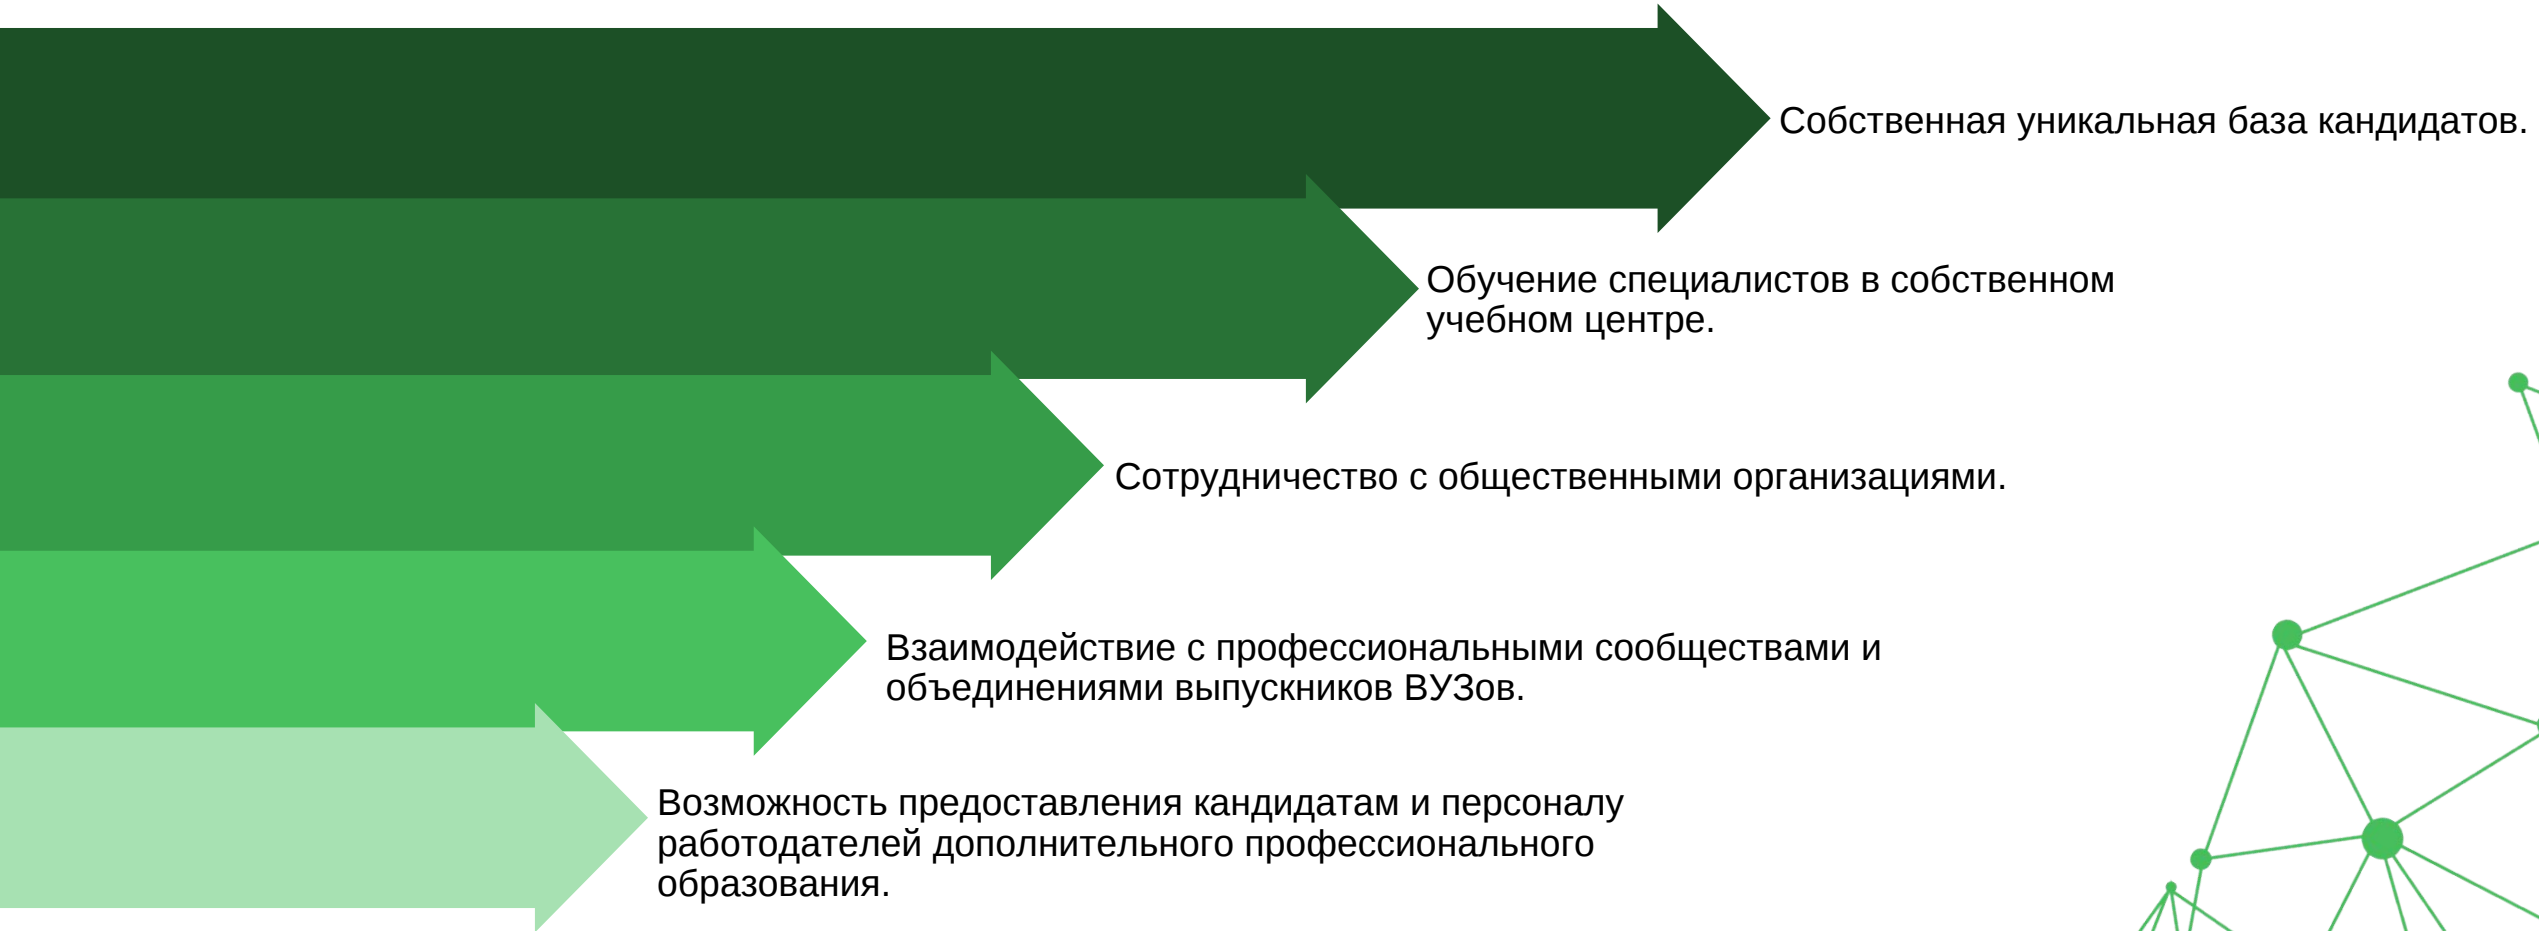 Собственная уникальная база кандидатов.
Обучение специалистов в собственном
учебном центре.
Сотрудничество с общественными организациями.
Взаимодействие с профессиональными сообществами и
объединениями выпускников ВУЗов.
Возможность предоставления кандидатам и персоналу
работодателей дополнительного профессионального
образования.